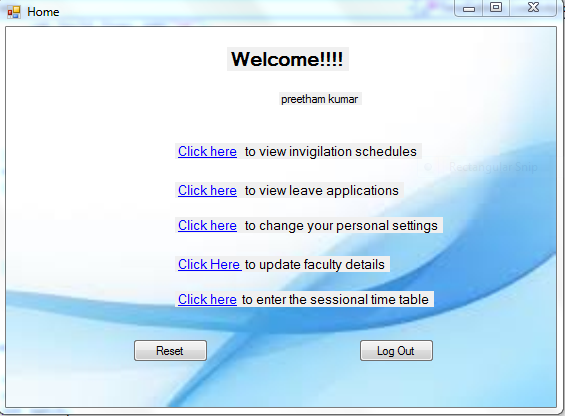 Home
Welcome!!!!
preetham kumar
Click here to view invigilation schedules
Click here to view leave applications
Click here to change your personal settings
Click Here to update faculty details
Click here to enter the sessional time table
Reset
Log Out